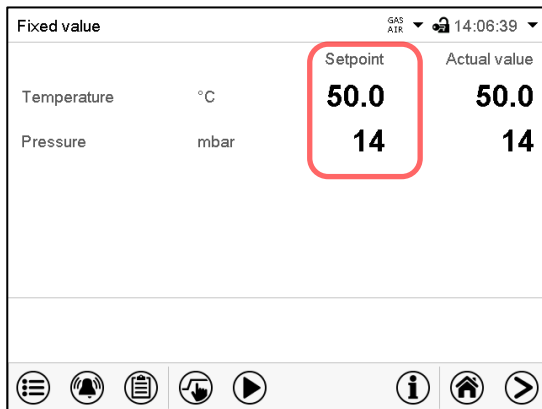 Fixed value GAS AIR 14:06:39
Setpoint Actual value
Temperature °C 50.0 50.0
Pressure mbar 14 14